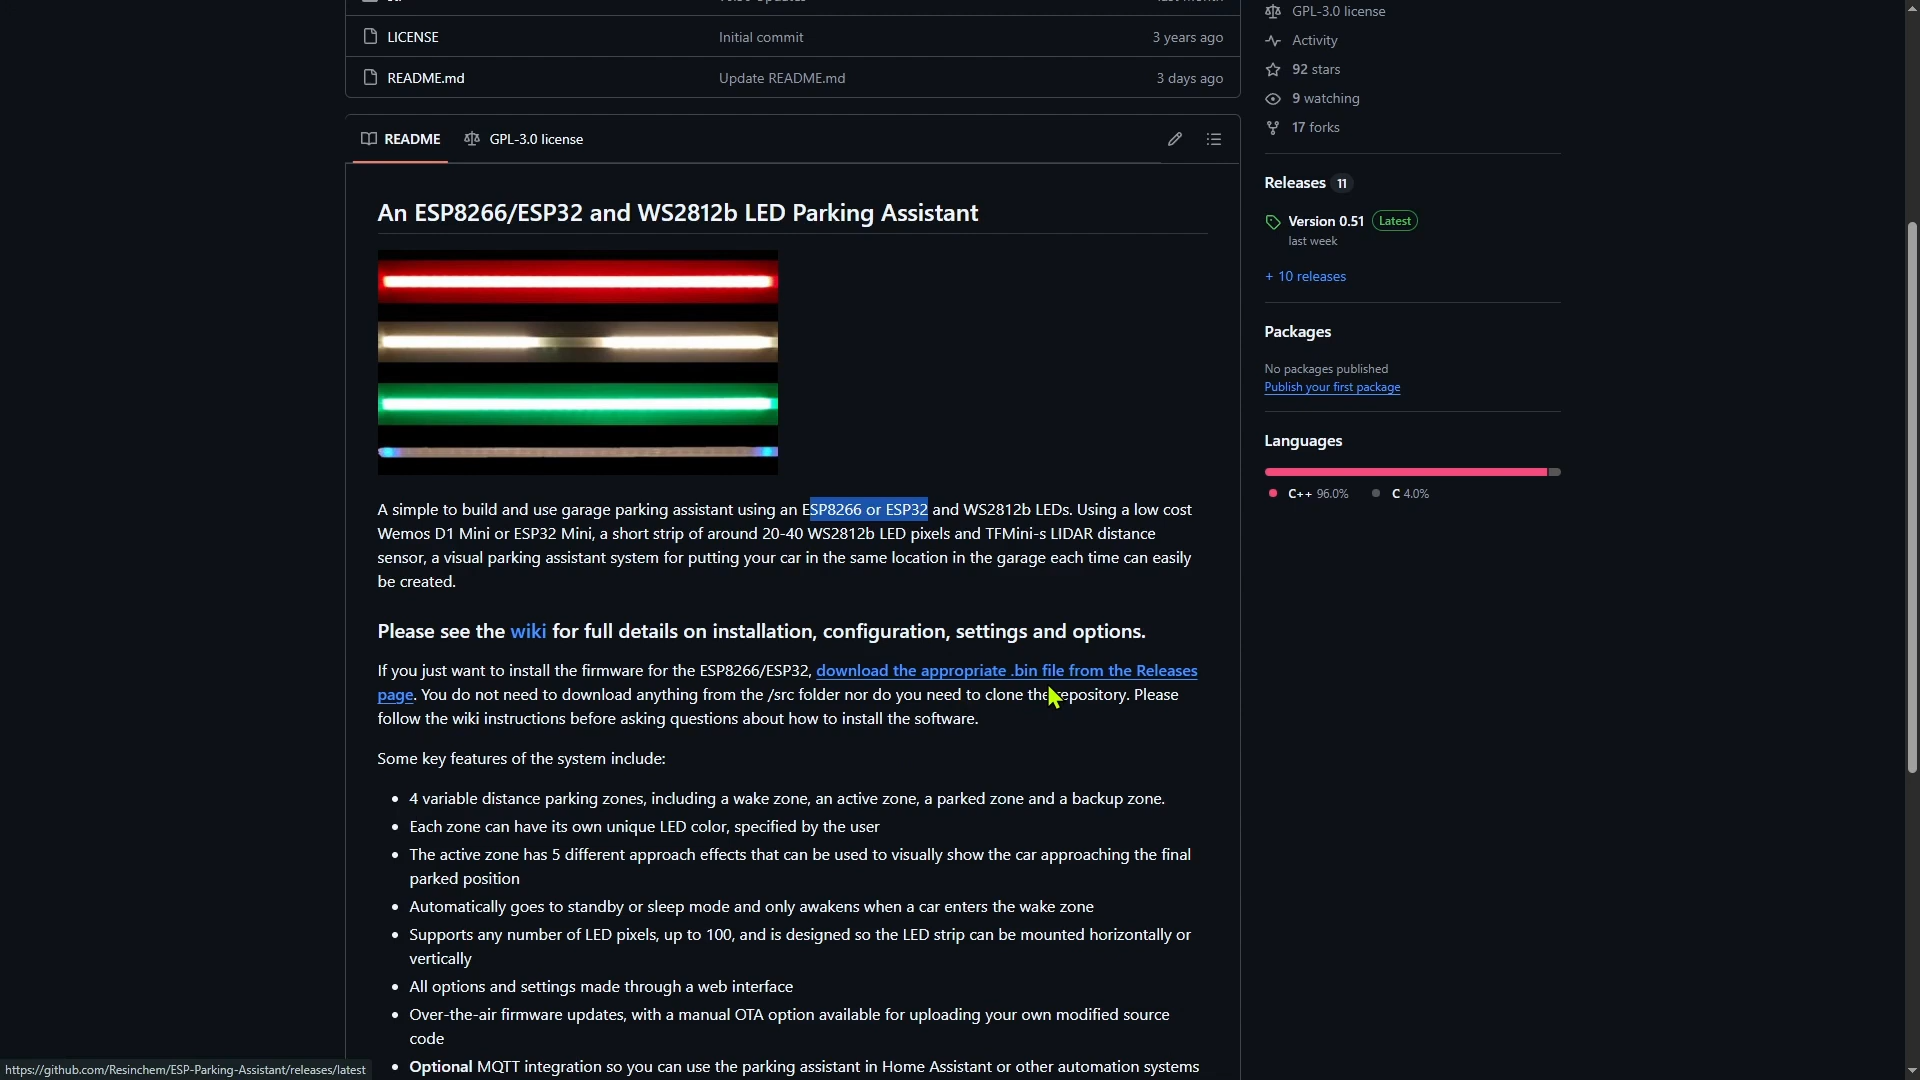 GPL-3.0 license
LICENSE Initial commit 3 years ago
Activity
92 stars
README.md Update README.md 3 days ago
9 watching
17 forks
README GPL-3.0 license
Releases 11
An ESP8266/ESP32 and WS2812b LED Parking Assistant
Version 0.51 Latest
last week
+ 10 releases
Packages
No packages published
Publish your first package
Languages
C++ 96.0% C 4.0%
A simple to build and use garage parking assistant using an ESP8266 or ESP32 and WS2812b LEDs. Using a low cost
Wemos D1 Mini or ESP32 Mini, a short strip of around 20-40 WS2812b LED pixels and TFMini-s LIDAR distance
sensor, a visual parking assistant system for putting your car in the same location in the garage each time can easily
be created.
Please see the wiki for full details on installation, configuration, settings and options.
If you just want to install the firmware for the ESP8266/ESP32, download the appropriate .bin file from the Releases
page. You do not need to download anything from the /src folder nor do you need to clone the repository. Please
follow the wiki instructions before asking questions about how to install the software.
Some key features of the system include:
• 4 variable distance parking zones, including a wake zone, an active zone, a parked zone and a backup zone.
• Each zone can have its own unique LED color, specified by the user
• The active zone has 5 different approach effects that can be used to visually show the car approaching the final
parked position
• Automatically goes to standby or sleep mode and only awakens when a car enters the wake zone
• Supports any number of LED pixels, up to 100, and is designed so the LED strip can be mounted horizontally or
vertically
• All options and settings made through a web interface
• Over-the-air firmware updates, with a manual OTA option available for uploading your own modified source
code
• Optional MQTT integration so you can use the parking assistant in Home Assistant or other automation systems
https://github.com/Resinchem/ESP-Parking-Assistant/releases/latest